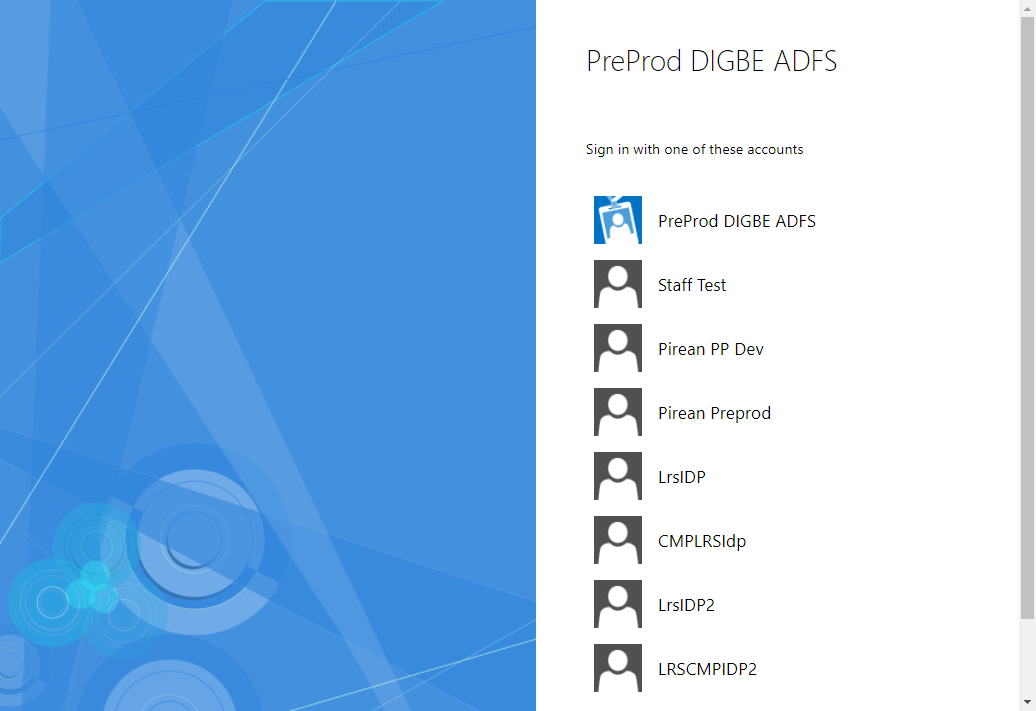 PreProd DIGBE ADFS
Sign in with one of these accounts
PreProd DIGBE ADFS
Staff Test
Pirean PP Dev
Pirean Preprod
LrsIDP
CMPLRSIdp
LrsIDP2
LRSCMPIDP2